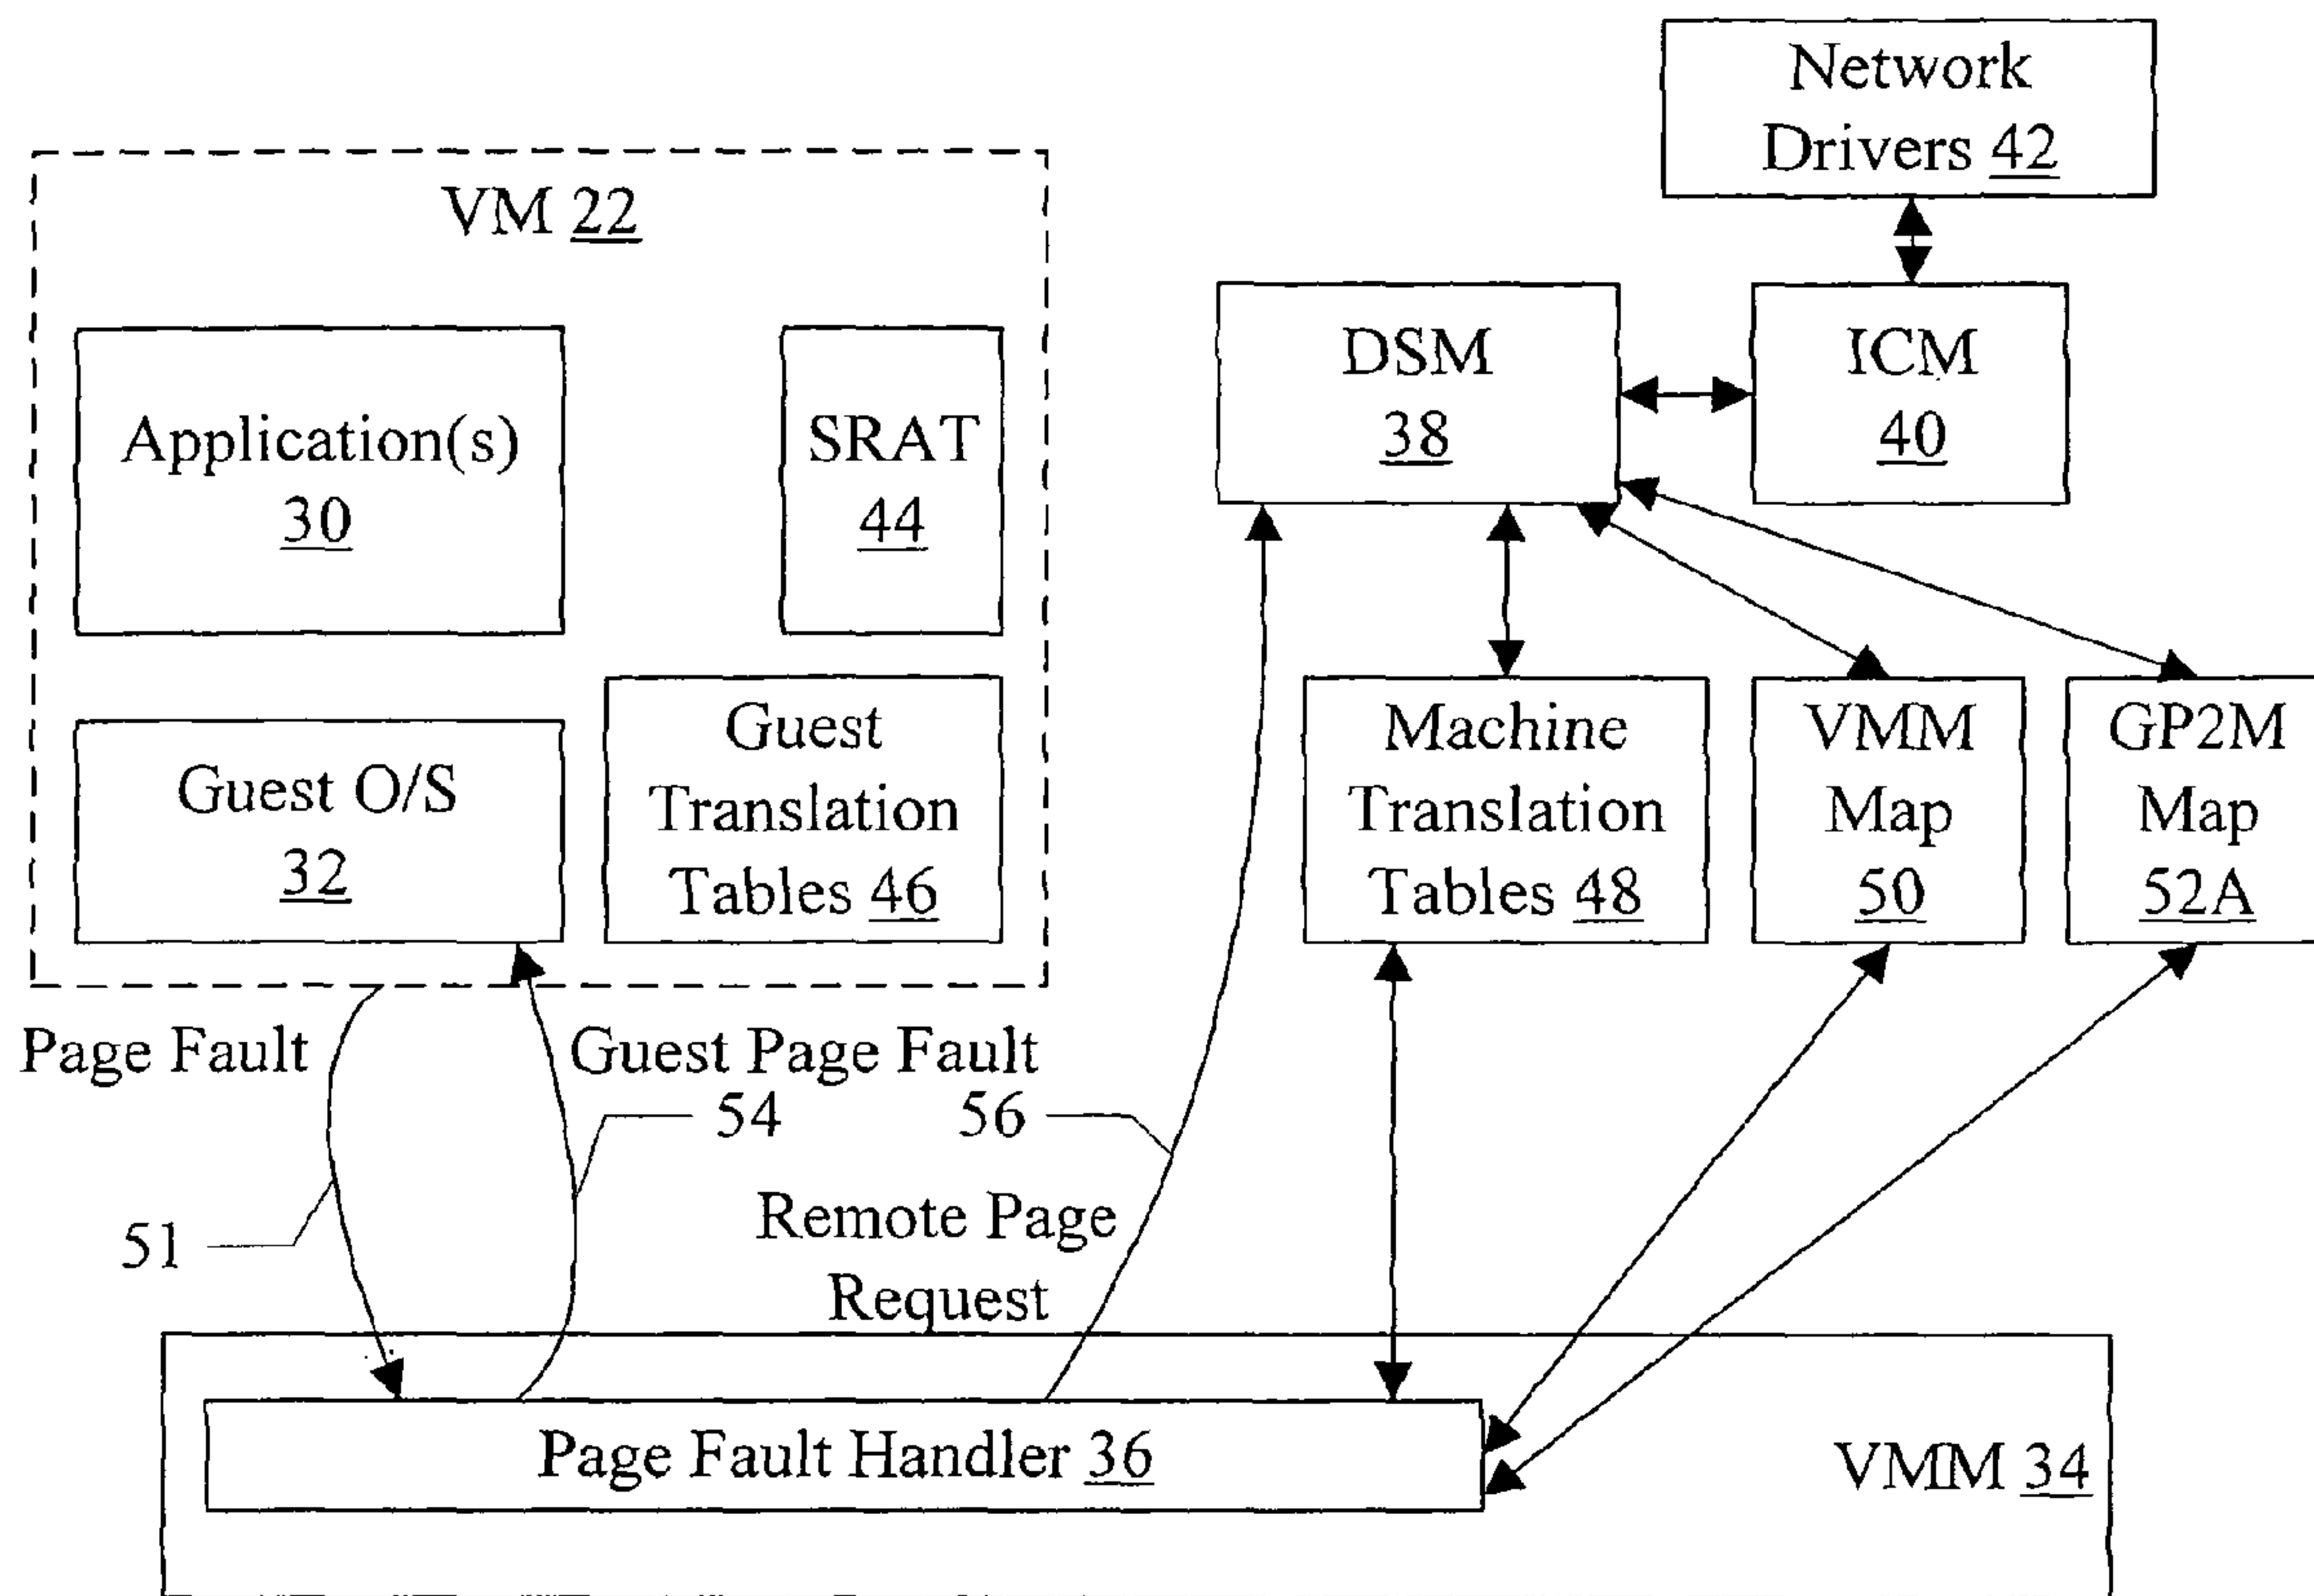 Network
Drivers 42
VM 22
Application(s)
30
SRAT
44
DSM
38
ICM
40
Guest O/S
32
Guest
Translation
Tables 46
Machine
Translation
Tables 48
VMM
Map
50
GP2M
Map
52A
Page Fault
Guest Page Fault
54
56
51
Remote Page
Request
Page Fault Handler 36
VMM 34